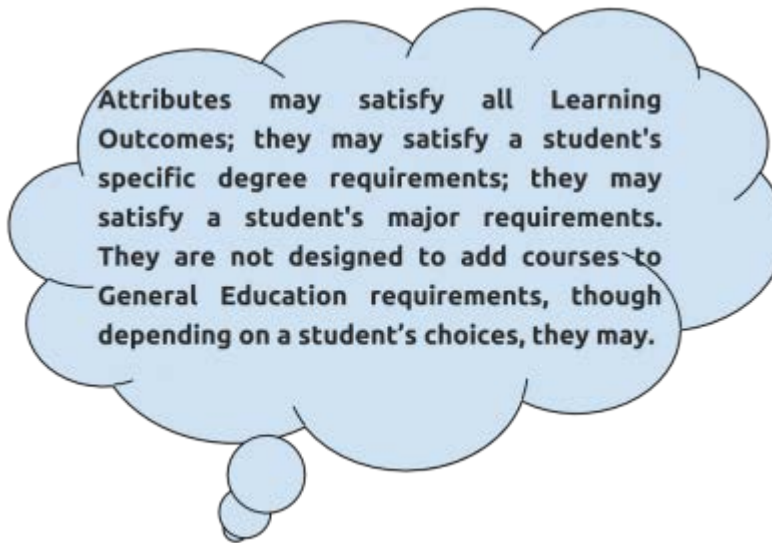 Attributes may satisfy all Learning
Outcomes; they may satisfy a student's
specific degree requirements; they may
satisfy a student's major requirements.
They are not designed to add courses to
General Education requirements, though
depending on a student’s choices, they may.